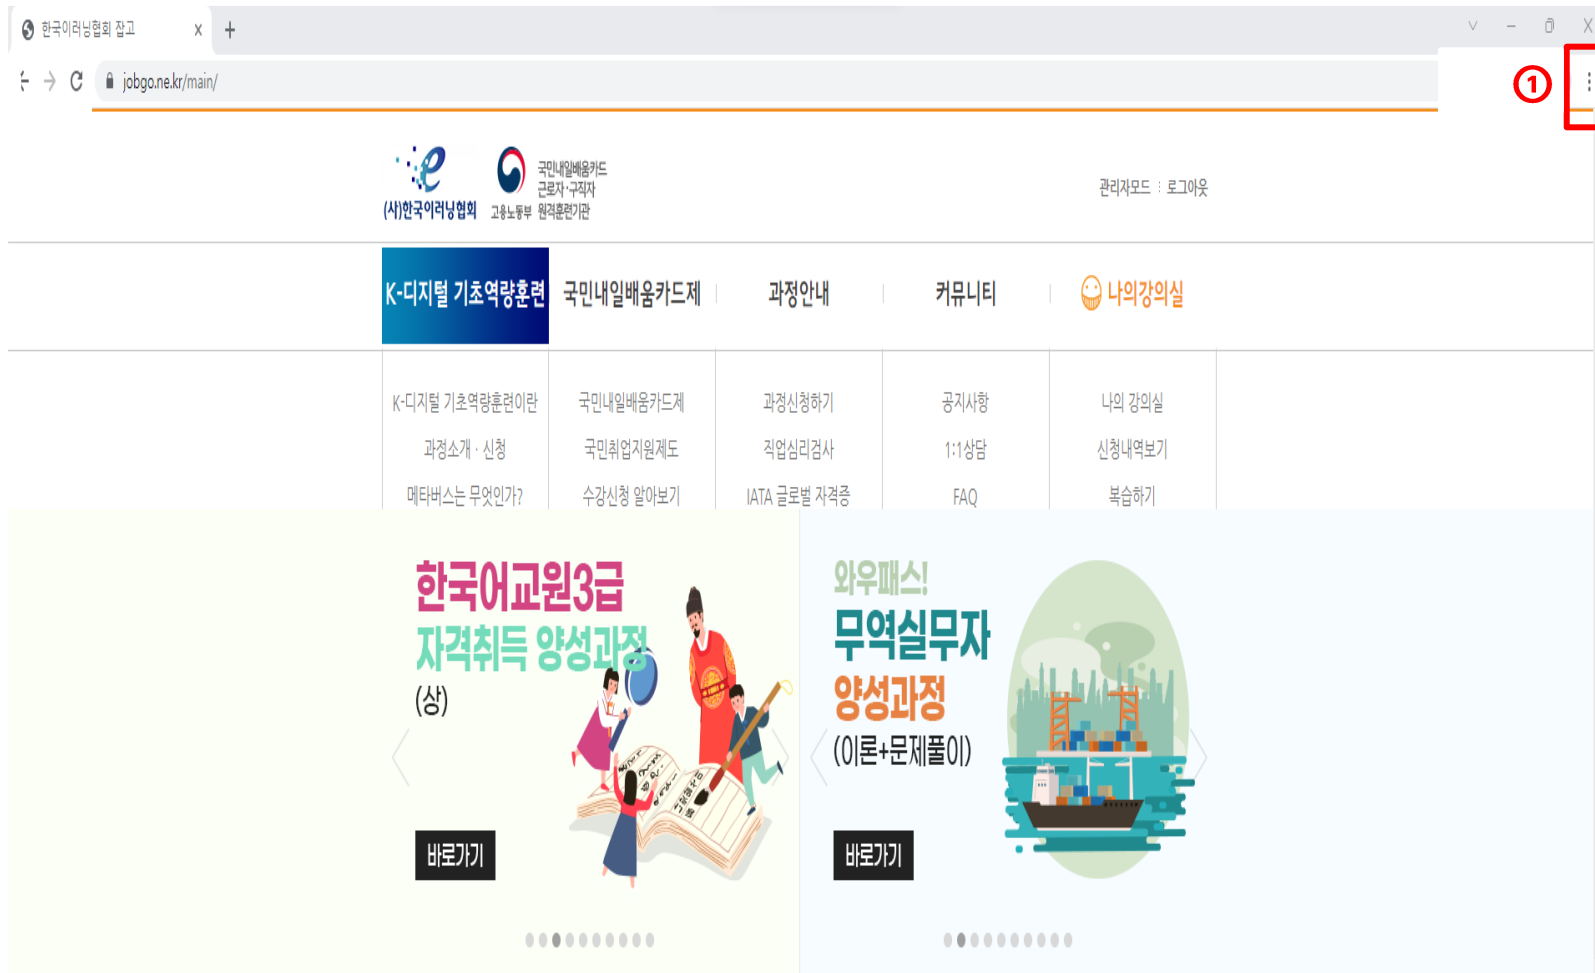 한국이러닝협회 잡고
jobgo.ne.kr/main/
①
(사)한국이러닝협회
고용노동부
국민내일배움카드
근로자·구직자
원격훈련기관
관리자모드 : 로그아웃
K-디지털 기초역량훈련 국민내일배움카드제 과정안내 커뮤니티 나의강의실
K-디지털 기초역량훈련이란 국민내일배움카드제 과정신청하기 공지사항 나의 강의실
과정소개 · 신청 국민취업지원제도 직업심리검사 1:1상담 신청내역보기
메타버스는 무엇인가? 수강신청 알아보기 IATA 글로벌 자격증 FAQ 복습하기
한국어교원3급
자격취득 양성과정
(상)
바로가기
와우패스!
무역실무자
양성과정
(이론+문제풀이)
바로가기